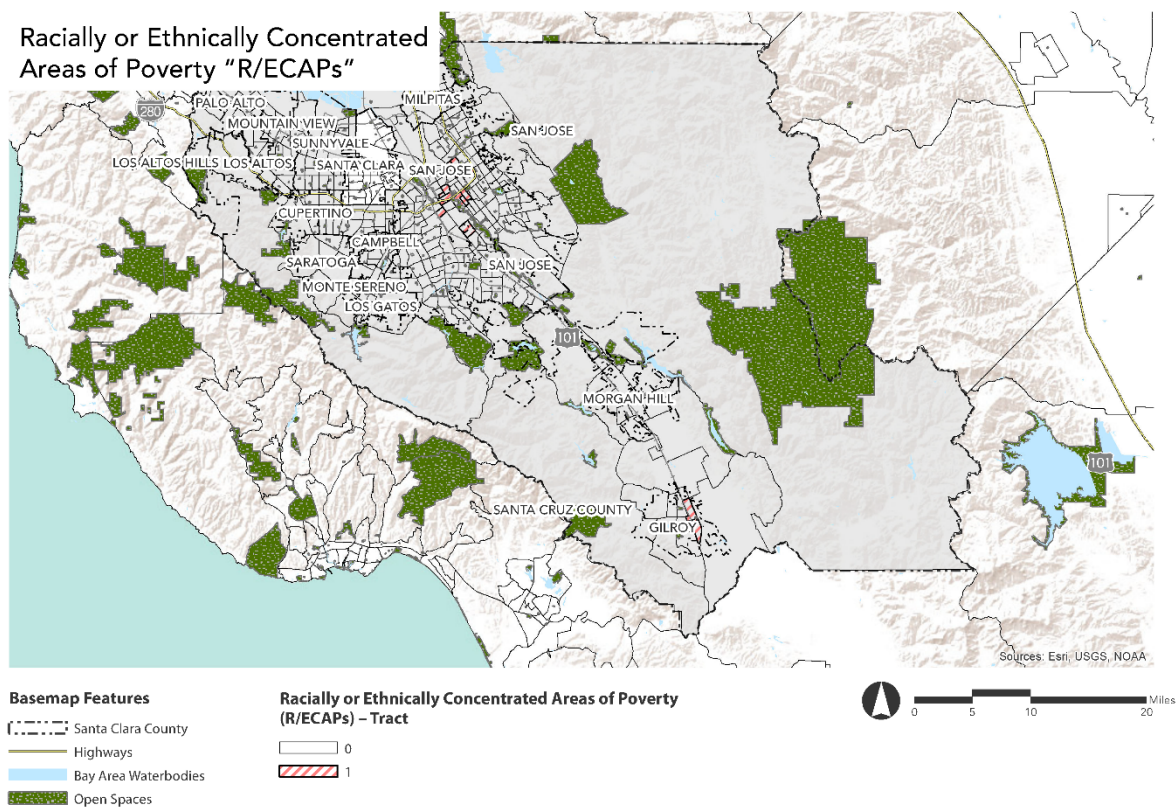 Racially or Ethnically Concentrated
Areas of Poverty “R/ECAPs”
PALO ALTO
MILPITAS
280
MOUNTAIN VIEW
SAN JOSE
SUNNYVALE
LOS ALTOS HILLS
LOS ALTOS
SANTA CLARA
SAN JOSE
CUPERTINO
CAMPBELL
SARATOGA
SAN JOSE
MONTE SERENO
LOS GATOS
101
MORGAN HILL
101
SANTA CRUZ COUNTY
GILROY
Sources: Esri, USGS, NOAA
Basemap Features
Santa Clara County
Highways
Bay Area Waterbodies
Open Spaces
Racially or Ethnically Concentrated Areas of Poverty
(R/ECAPs) – Tract
0
1
Miles
0 5 10 20